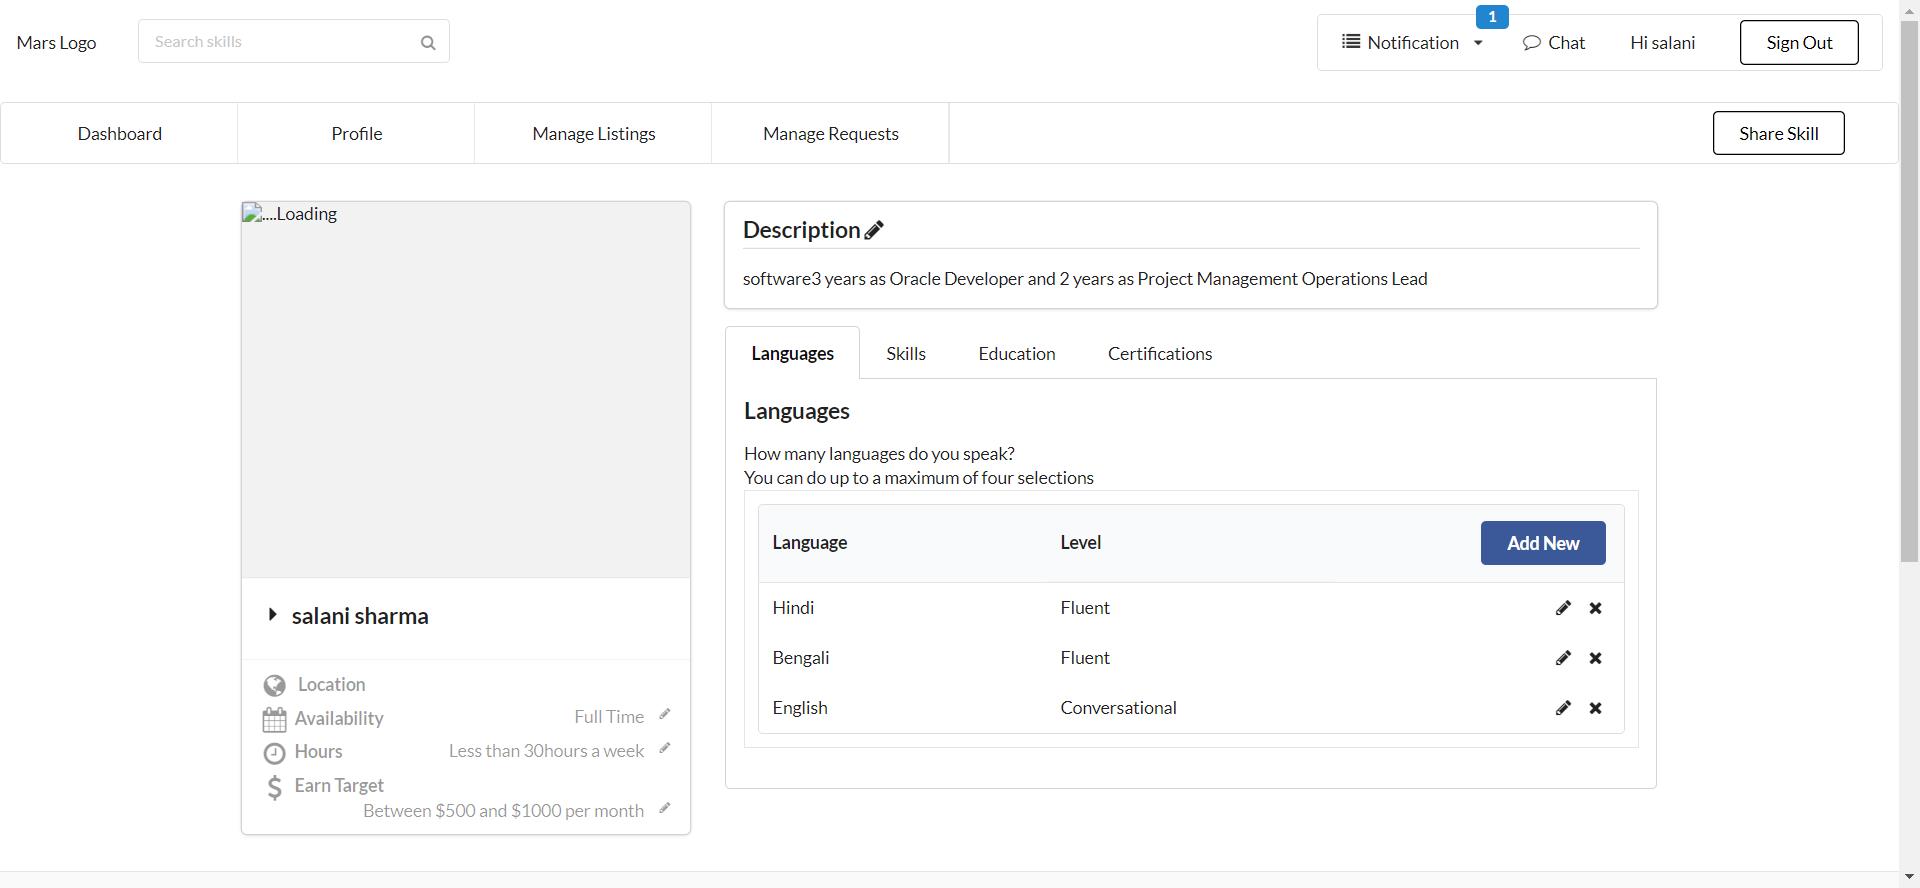 Mars Logo
Search skills
1
Notification
Chat
Hi salani
Sign Out
Dashboard
Profile
Manage Listings
Manage Requests
Share Skill
....Loading
salani sharma
Location
Availability
Full Time
Hours
Less than 30hours a week
Earn Target
Between $500 and $1000 per month
Description
software3 years as Oracle Developer and 2 years as Project Management Operations Lead
Languages
Skills
Education
Certifications
Languages
How many languages do you speak?
You can do up to a maximum of four selections
Language
Level
Add New
Hindi
Fluent
Bengali
Fluent
English
Conversational